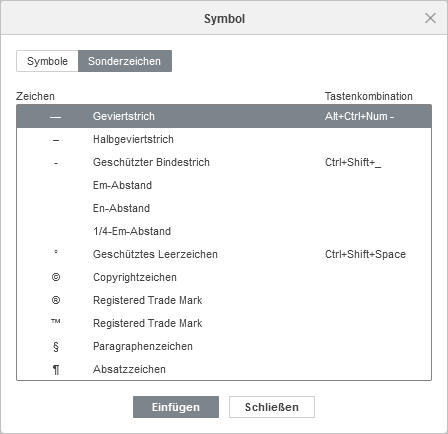 Symbol
Symbole Sonderzeichen
Zeichen Tastenkombination
— Geviertstrich Alt+Ctrl+Num -
– Halbgeviertstrich
- Geschützter Bindestrich Ctrl+Shift+_
Em-Abstand
En-Abstand
1/4-Em-Abstand
° Geschütztes Leerzeichen Ctrl+Shift+Space
© Copyrightzeichen
® Registered Trade Mark
™ Registered Trade Mark
§ Paragraphenzeichen
¶ Absatzzeichen
Einfügen Schließen